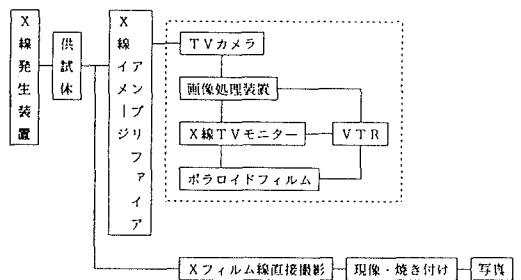 X線発生装置
供試体
X線イメージ
アンプリファイア
TVカメラ
画像処理装置
X線TVモニター
VTR
ポラロイドフィルム
Xフィルム線直接撮影
現像・焼き付け
写真